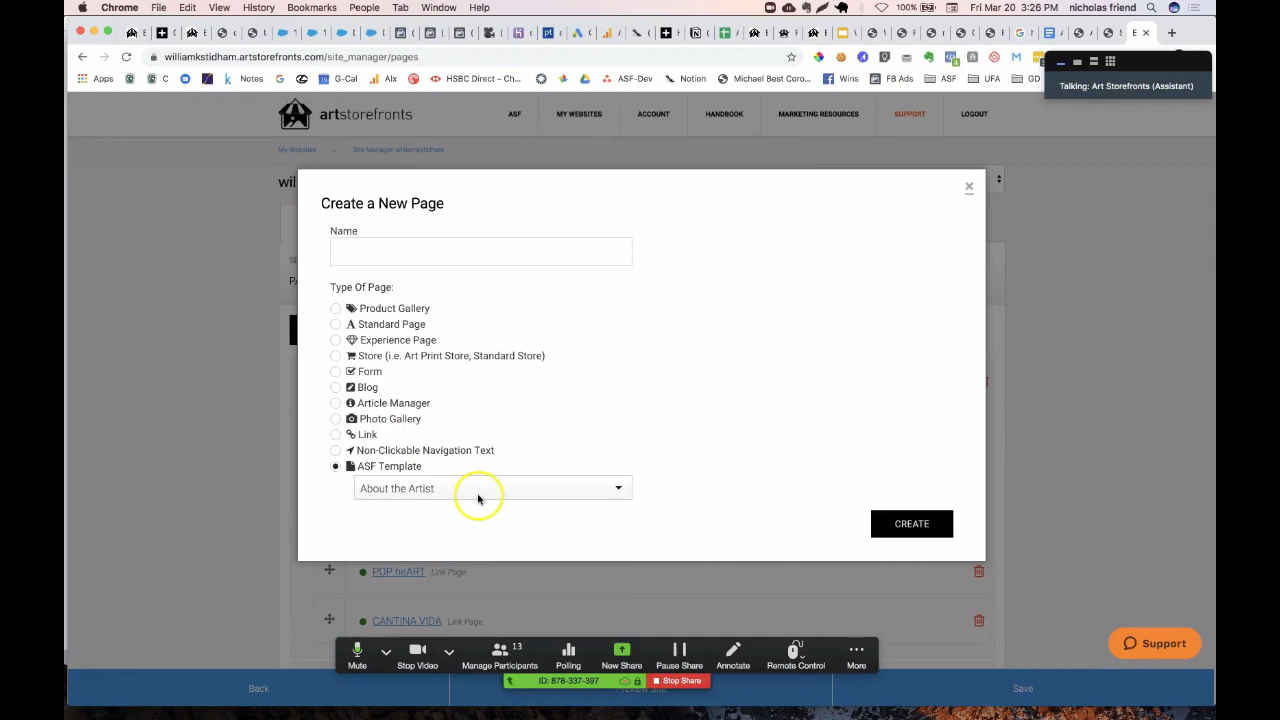 Chrome File Edit View History Bookmarks People Tab Window Help 100% Fri Mar 20 3:26 PM nicholas friend
williamkstidham.artstorefronts.com/site_manager/pages
Apps G C Notes G-Cal Alx HSBC Direct – Ch... ASF-Dev Notion Michael Best Coro... Wins FB Ads ASF UFA GD
Talking: Art Storefronts (Assistant)
artstorefronts ASF MY WEBSITES ACCOUNT HANDBOOK MARKETING RESOURCES SUPPORT LOGOUT
My Websites Site Manager: williamkstidham
wil
Create a New Page
Name
Type Of Page:
Product Gallery
Standard Page
Experience Page
Store (i.e. Art Print Store, Standard Store)
Form
Blog
Article Manager
Photo Gallery
Link
Non-Clickable Navigation Text
ASF Template
About the Artist
CREATE
PDP heART Link Page
CANTINA VIDA Link Page
Support
13
Mute Stop Video Manage Participants Polling New Share Pause Share Annotate Remote Control More
ID: 878-337-397 Stop Share
Back Preview Site Save